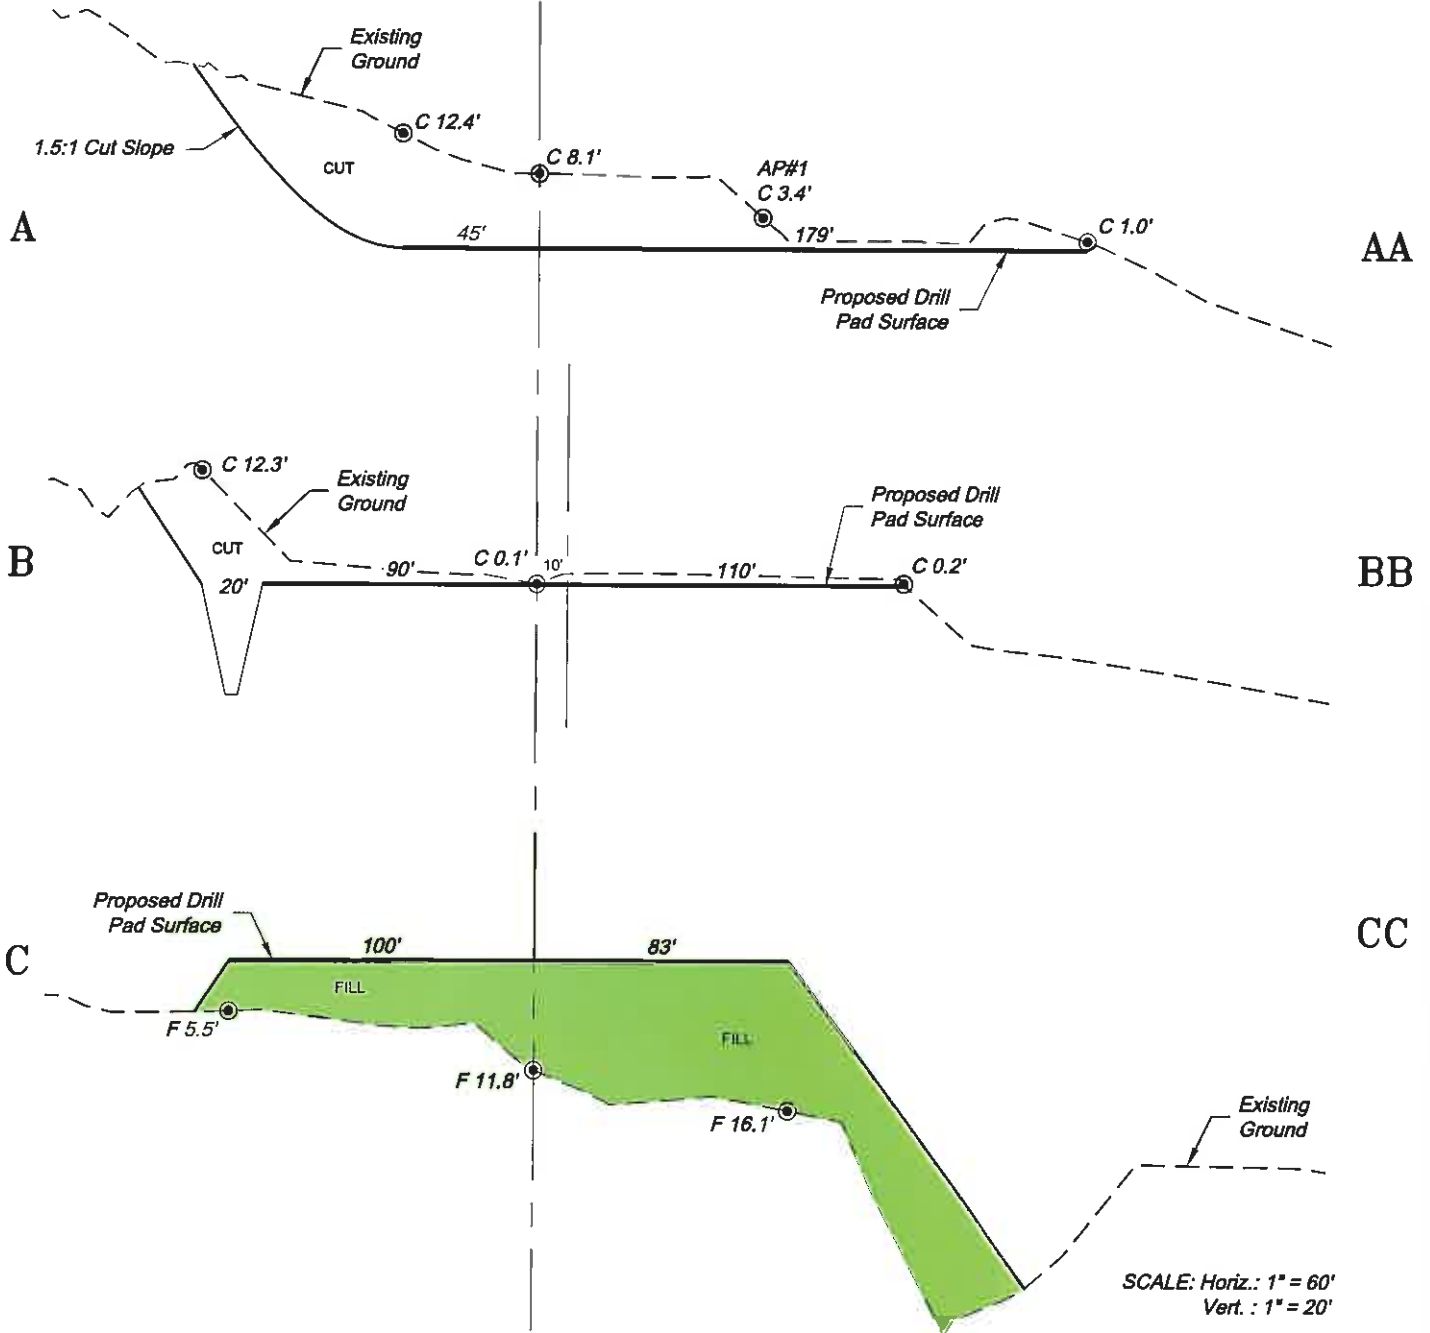 Existing
Ground
C 12.4'
1.5:1 Cut Slope
CUT
C 8.1'
AP#1
C 3.4'
A
45'
179'
C 1.0'
AA
Proposed Drill
Pad Surface
C 12.3'
Existing
Ground
Proposed Drill
Pad Surface
CUT
B
20'
90'
C 0.1'
10'
110'
C 0.2'
BB
Proposed Drill
Pad Surface
C
100'
83'
CC
FILL
F 5.5'
FILL
F 11.8'
F 16.1'
Existing
Ground
SCALE: Horiz.: 1" = 60'
Vert. : 1" = 20'